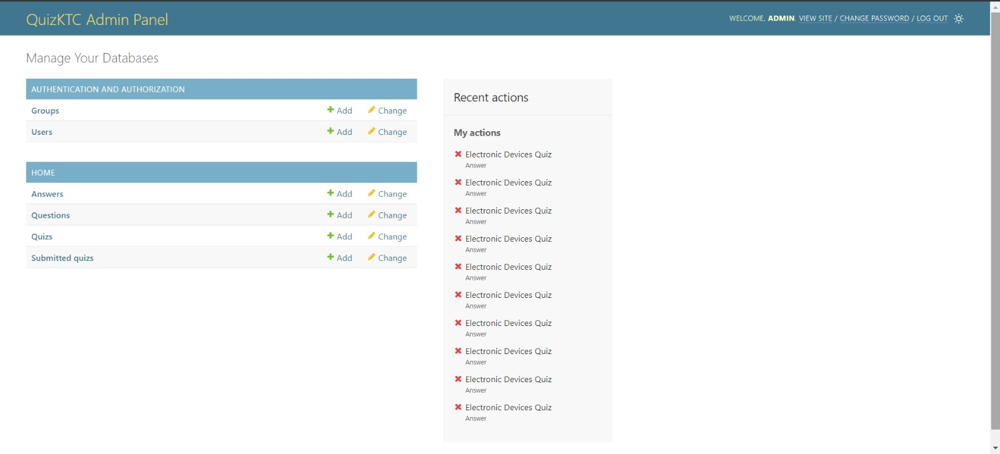 QuizKTC Admin Panel
WELCOME, ADMIN. VIEW SITE / CHANGE PASSWORD / LOG OUT
Manage Your Databases
AUTHENTICATION AND AUTHORIZATION
Groups Add Change
Users Add Change
HOME
Answers Add Change
Questions Add Change
Quizs Add Change
Submitted quizs Add Change
Recent actions
My actions
Electronic Devices Quiz
Answer
Electronic Devices Quiz
Answer
Electronic Devices Quiz
Answer
Electronic Devices Quiz
Answer
Electronic Devices Quiz
Answer
Electronic Devices Quiz
Answer
Electronic Devices Quiz
Answer
Electronic Devices Quiz
Answer
Electronic Devices Quiz
Answer
Electronic Devices Quiz
Answer